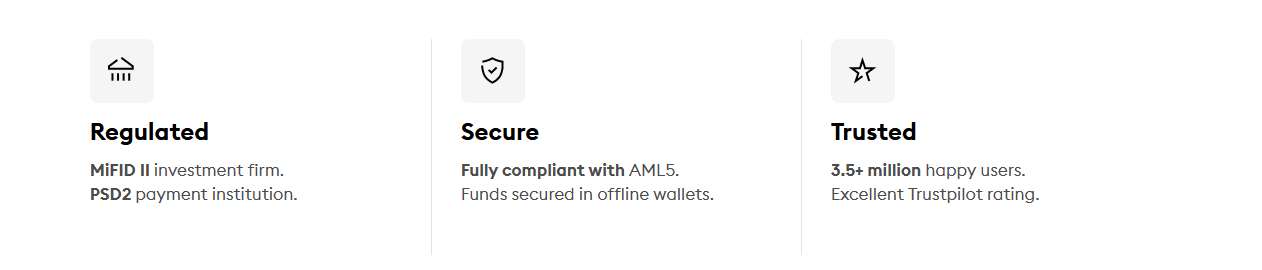 Regulated
MiFID II investment firm.
PSD2 payment institution.
Secure
Fully compliant with AML5.
Funds secured in offline wallets.
Trusted
3.5+ million happy users.
Excellent Trustpilot rating.